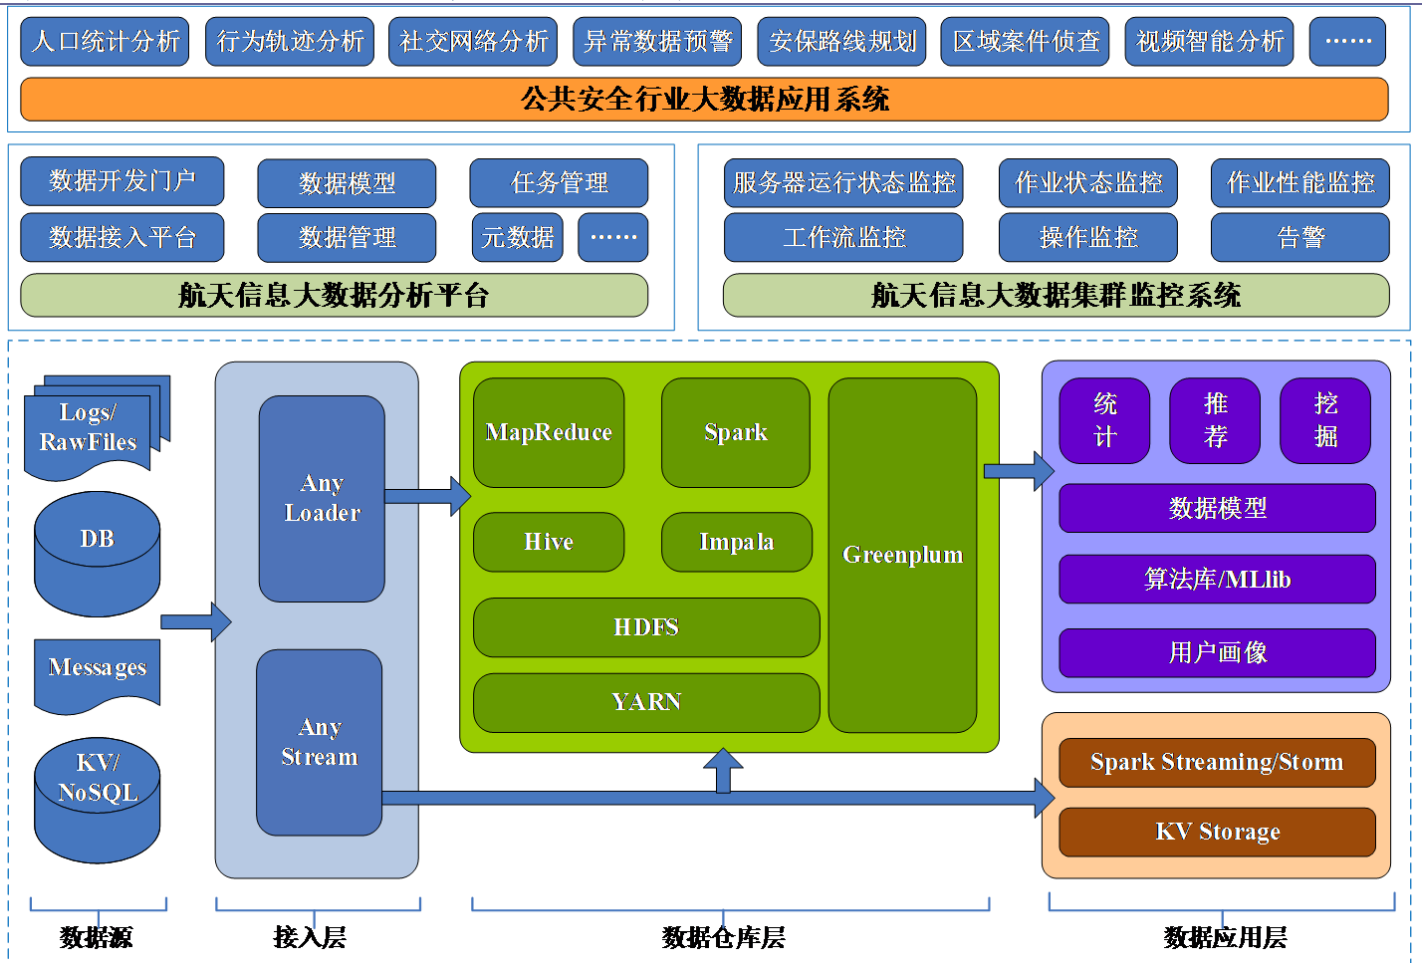 人口统计分析
行为轨迹分析
社交网络分析
异常数据预警
安保路线规划
区域案件侦查
视频智能分析
……
公共安全行业大数据应用系统
数据开发门户
数据模型
任务管理
数据接入平台
数据管理
元数据
……
航天信息大数据分析平台
服务器运行状态监控
作业状态监控
作业性能监控
工作流监控
操作监控
告警
航天信息大数据集群监控系统
Logs/
RawFiles
DB
Messages
KV/
NoSQL
Any
Loader
Any
Stream
MapReduce
Spark
Hive
Impala
Greenplum
HDFS
YARN
统
计
推
荐
挖
掘
数据模型
算法库/MLlib
用户画像
Spark Streaming/Storm
KV Storage
数据源
接入层
数据仓库层
数据应用层